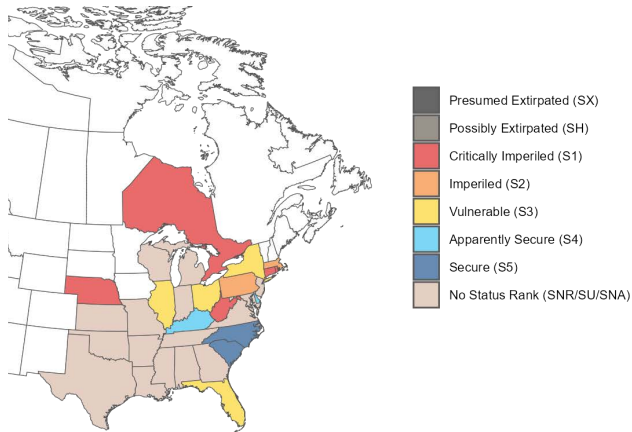 Presumed Extirpated (SX)
Possibly Extirpated (SH)
Critically Imperiled (S1)
Imperiled (S2)
Vulnerable (S3)
Apparently Secure (S4)
Secure (S5)
No Status Rank (SNR/SU/SNA)